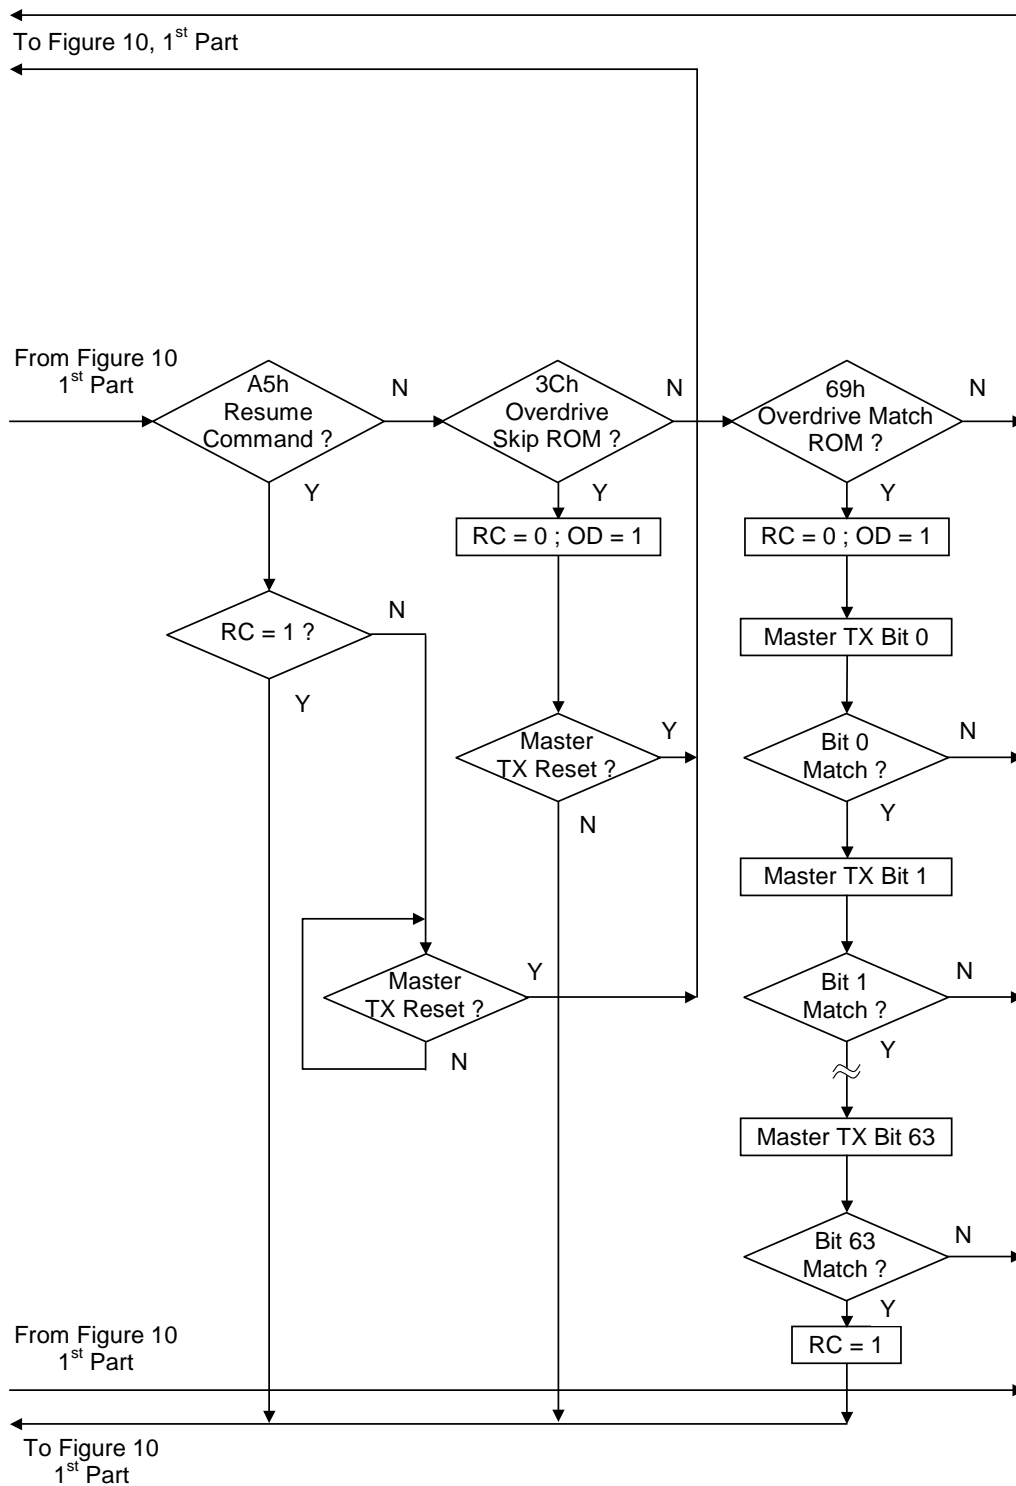 To Figure 10, 1st Part
From Figure 10
1st Part
A5h
Resume
Command ?
N
3Ch
Overdrive
Skip ROM ?
N
69h
Overdrive Match
ROM ?
N
Y
Y
Y
RC = 0 ; OD = 1
RC = 0 ; OD = 1
RC = 1 ?
N
Y
Master TX Bit 0
Master
TX Reset ?
Y
N
Bit 0
Match ?
N
Y
Master TX Bit 1
Master
TX Reset ?
Y
N
Bit 1
Match ?
N
Y
Master TX Bit 63
Bit 63
Match ?
N
Y
RC = 1
From Figure 10
1st Part
To Figure 10
1st Part